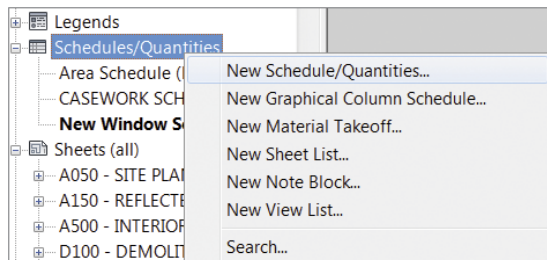 Legends
Schedules/Quantities
Area Schedule (
CASEWORK SCH
New Window S
Sheets (all)
A050 - SITE PLA
A150 - REFLECTE
A500 - INTERIOR
D100 - DEMOLIT
New Schedule/Quantities...
New Graphical Column Schedule...
New Material Takeoff...
New Sheet List...
New Note Block...
New View List...
Search...